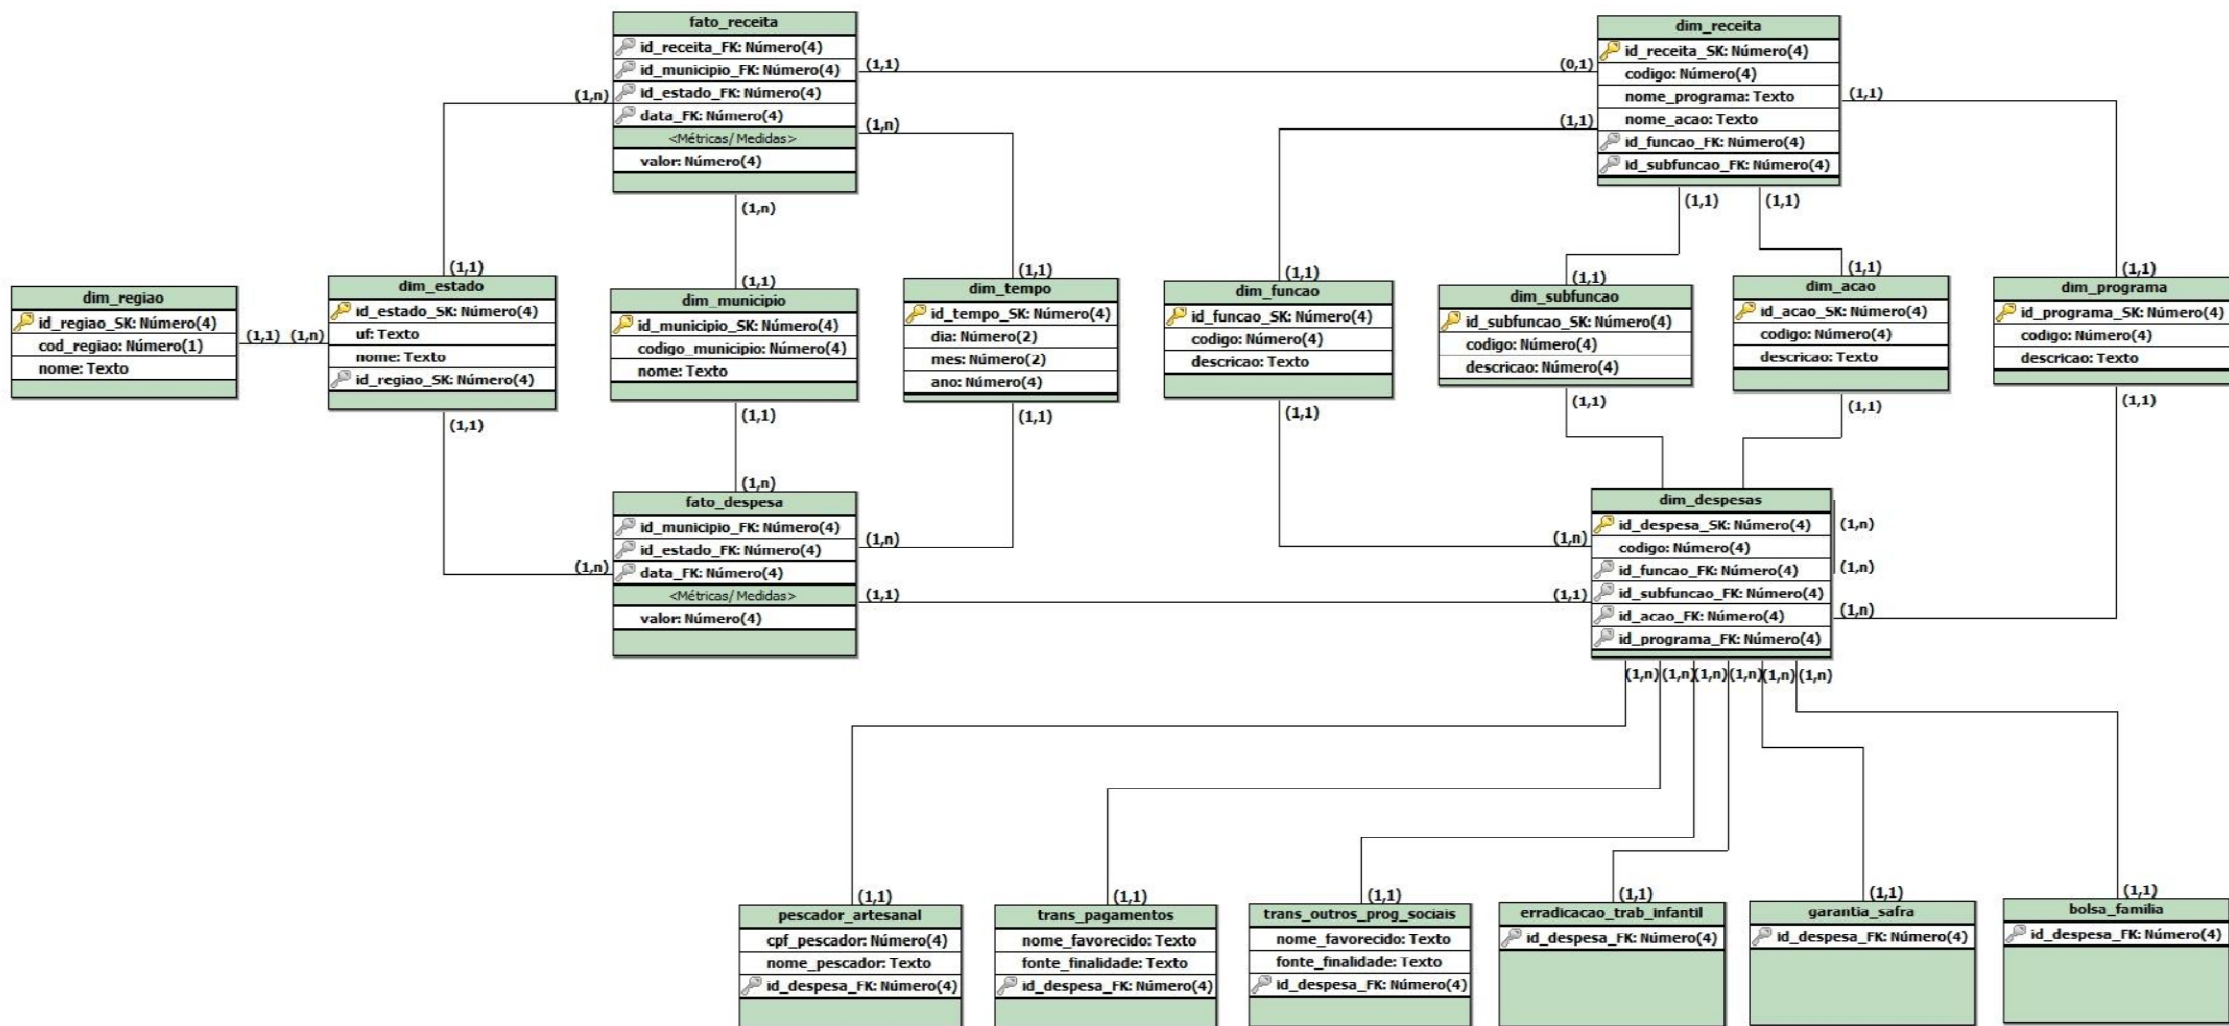 fato_receita
id_receita_FK: Número(4)
id_municipio_FK: Número(4)
id_estado_FK: Número(4)
data_FK: Número(4)
<Métricas/ Medidas>
valor: Número(4)
dim_receita
id_receita_SK: Número(4)
codigo: Número(4)
nome_programa: Texto
nome_acao: Texto
id_funcao_FK: Número(4)
id_subfuncao_FK: Número(4)
(1,1)
(0,1)
(1,n)
(1,n)
(1,1)
(1,1)
(1,n)
(1,1)
(1,1)
(1,1)
(1,1)
(1,1)
(1,1)
(1,1)
(1,1)
(1,1)
dim_regiao
id_regiao_SK: Número(4)
cod_regiao: Número(1)
nome: Texto
(1,1)
(1,n)
dim_estado
id_estado_SK: Número(4)
uf: Texto
nome: Texto
id_regiao_SK: Número(4)
dim_municipio
id_municipio_SK: Número(4)
codigo_municipio: Número(4)
nome: Texto
dim_tempo
id_tempo_SK: Número(4)
dia: Número(2)
mes: Número(2)
ano: Número(4)
dim_funcao
id_funcao_SK: Número(4)
codigo: Número(4)
descricao: Texto
dim_subfuncao
id_subfuncao_SK: Número(4)
codigo: Número(4)
descricao: Número(4)
dim_acao
id_acao_SK: Número(4)
codigo: Número(4)
descricao: Texto
dim_programa
id_programa_SK: Número(4)
codigo: Número(4)
descricao: Texto
(1,1)
(1,1)
(1,1)
(1,1)
(1,1)
(1,1)
(1,1)
(1,n)
fato_despesa
id_municipio_FK: Número(4)
id_estado_FK: Número(4)
data_FK: Número(4)
<Métricas/ Medidas>
valor: Número(4)
(1,n)
(1,n)
(1,1)
(1,n)
(1,1)
dim_despesas
id_despesa_SK: Número(4)
codigo: Número(4)
id_funcao_FK: Número(4)
id_subfuncao_FK: Número(4)
id_acao_FK: Número(4)
id_programa_FK: Número(4)
(1,n)
(1,n)
(1,n)
(1,n) (1,n) (1,n) (1,n) (1,n) (1,n)
(1,1)
(1,1)
(1,1)
(1,1)
(1,1)
(1,1)
pescador_artesanal
cpf_pescador: Número(4)
nome_pescador: Texto
id_despesa_FK: Número(4)
trans_pagamentos
nome_favorecido: Texto
fonte_finalidade: Texto
id_despesa_FK: Número(4)
trans_outros_prog_sociais
nome_favorecido: Texto
fonte_finalidade: Texto
id_despesa_FK: Número(4)
erradicacao_trab_infantil
id_despesa_FK: Número(4)
garantia_safra
id_despesa_FK: Número(4)
bolsa_familia
id_despesa_FK: Número(4)